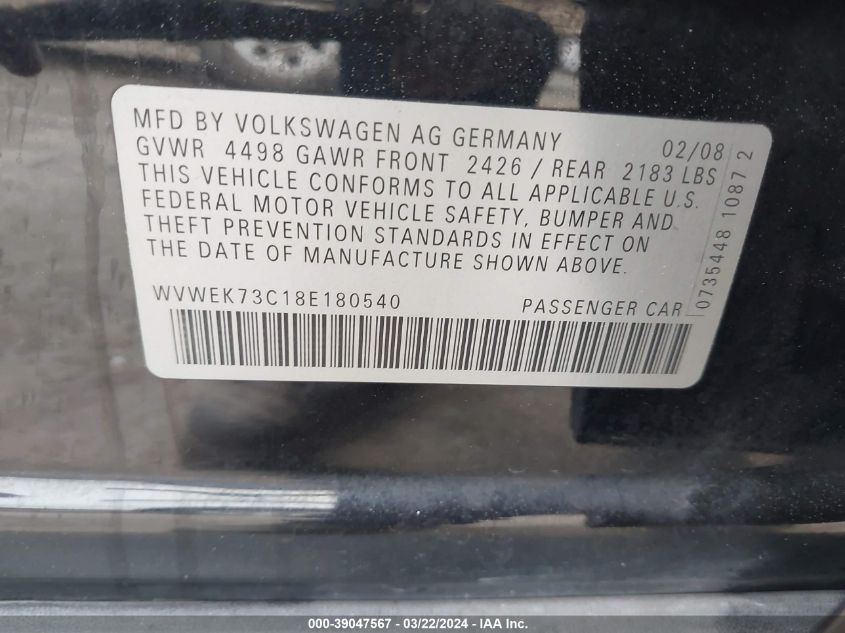 MFD BY VOLKSWAGEN AG GERMANY 02/08
GVWR 4498 GAWR FRONT 2426 / REAR 2183 LBS
THIS VEHICLE CONFORMS TO ALL APPLICABLE U.S.
FEDERAL MOTOR VEHICLE SAFETY, BUMPER AND
THEFT PREVENTION STANDARDS IN EFFECT ON
THE DATE OF MANUFACTURE SHOWN ABOVE.
WVWEK73C18E180540 PASSENGER CAR
0735448 1087 2
000-39047567 / 03/22/2024 - IAA Inc.